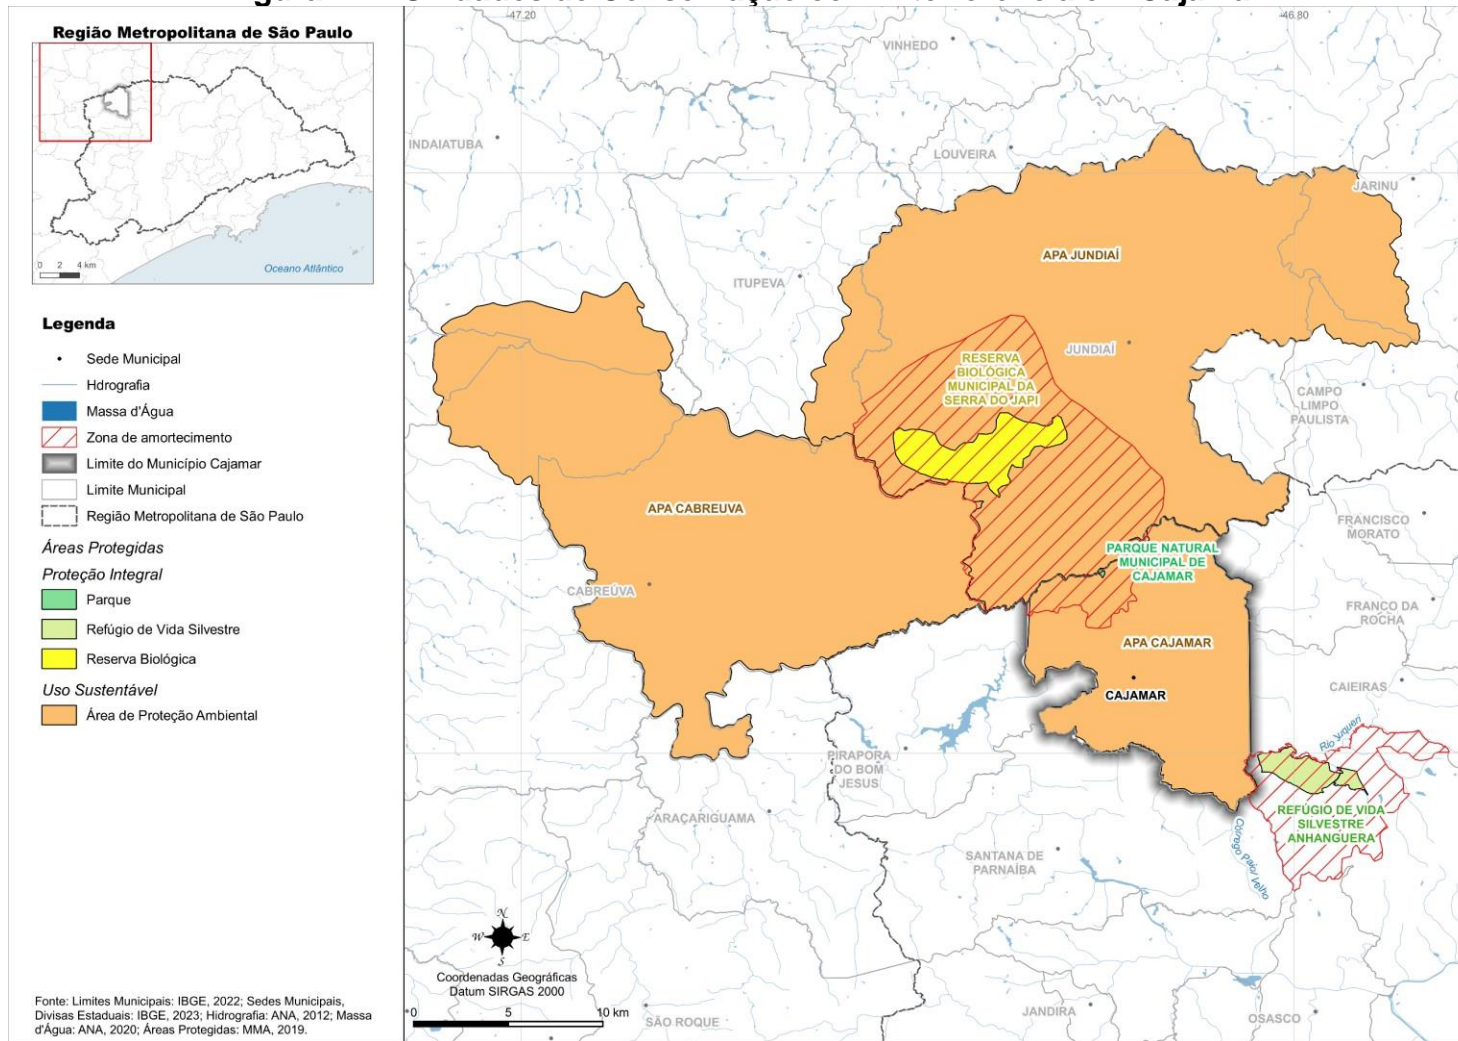 -47.20
-46.80
Região Metropolitana de São Paulo
0 2 4 km
Oceano Atlântico
Legenda
Sede Municipal
Hdrografia
Massa d'Água
Zona de amortecimento
Limite do Município Cajamar
Limite Municipal
Região Metropolitana de São Paulo
Áreas Protegidas
Proteção Integral
Parque
Refúgio de Vida Silvestre
Reserva Biológica
Uso Sustentável
Área de Proteção Ambiental
Fonte: Limites Municipais: IBGE, 2022; Sedes Municipais,
Divisas Estaduais: IBGE, 2023; Hidrografia: ANA, 2012; Massa
d'Água: ANA, 2020; Áreas Protegidas: MMA, 2019.
VINHEDO
INDAIATUBA
LOUVEIRA
JARINU
APA JUNDIAÍ
ITUPEVA
JUNDIAÍ
RESERVA
BIOLÓGICA
MUNICIPAL DA
SERRA DO JAPI
CAMPO
LIMPO
PAULISTA
APA CABREUVA
FRANCISCO
MORATO
PARQUE NATURAL
MUNICIPAL DE
CAJAMAR
CABREÚVA
FRANCO DA
ROCHA
APA CAJAMAR
CAJAMAR
CAIEIRAS
Rio Juqueri
PIRAPORA
DO BOM
JESUS
ARAÇARIGUAMA
REFÚGIO DE VIDA
SILVESTRE
ANHANGUERA
Córrego Paiol Velho
SANTANA DE
PARNAÍBA
N
W E
S
Coordenadas Geográficas
Datum SIRGAS 2000
0 5 10 km
SÃO ROQUE
JANDIRA
OSASCO